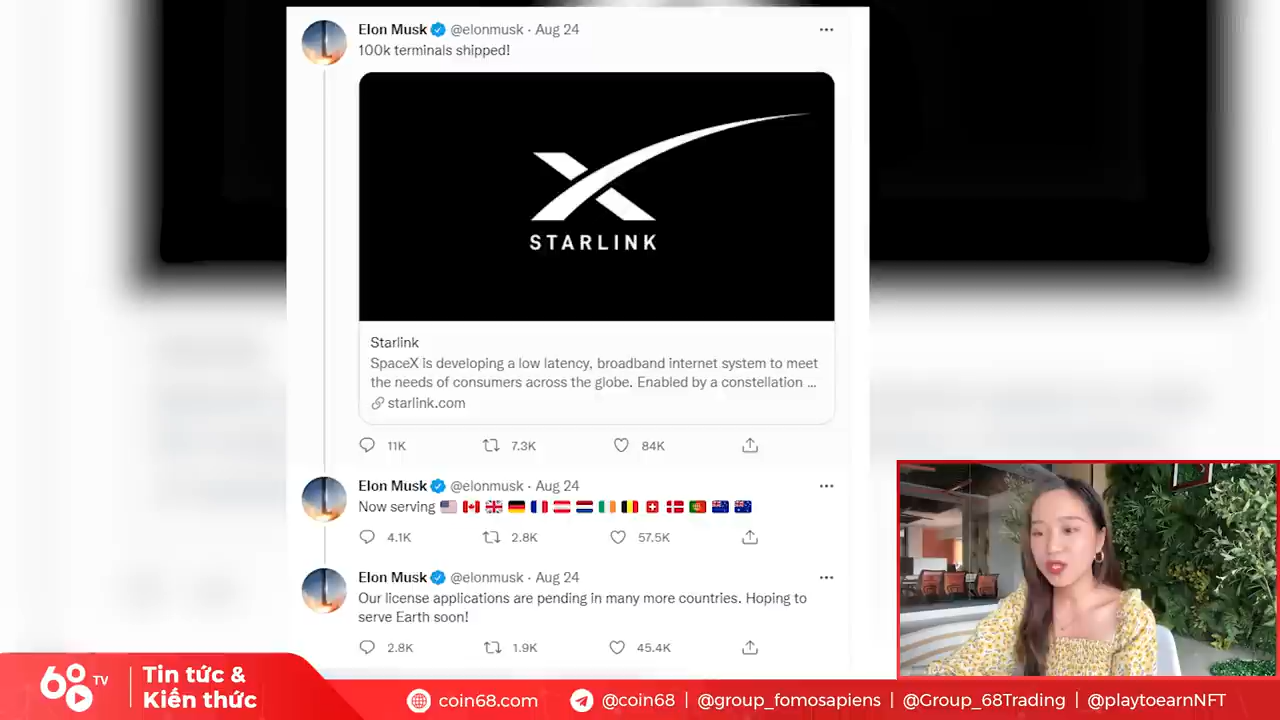 Elon Musk @elonmusk · Aug 24
100k terminals shipped!
STARLINK
Starlink
SpaceX is developing a low latency, broadband internet system to meet
the needs of consumers across the globe. Enabled by a constellation ...
starlink.com
11K 7.3K 84K
Elon Musk @elonmusk · Aug 24
Now serving 🇺🇸 🇨🇦 🇬🇧 🇩🇪 🇫🇷 🇦🇹 🇳🇱 🇮🇪 🇧🇪 🇨🇭 🇩🇰 🇵🇹 🇦🇺 🇳🇿
4.1K 2.8K 57.5K
Elon Musk @elonmusk · Aug 24
Our license applications are pending in many more countries. Hoping to
serve Earth soon!
2.8K 1.9K 45.4K
68 TV
Tin tức &
Kiến thức
coin68.com @coin68 | @group_fomosapiens | @Group_68Trading | @playtoearnNFT